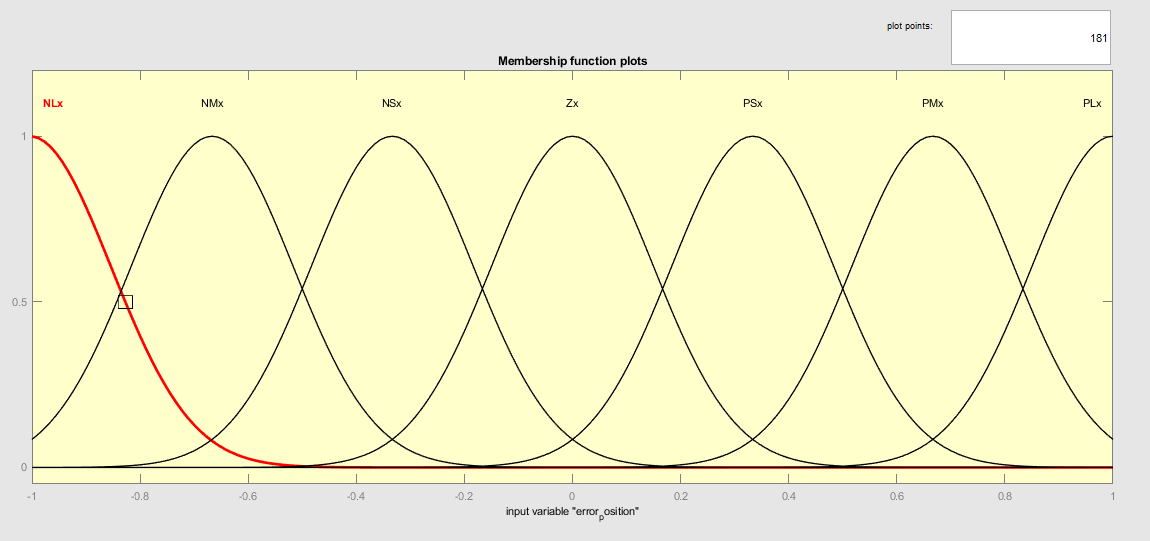 plot points:
181
Membership function plots
NLx NMx NSx Zx PSx PMx PLx
1
0.5
0
-1 -0.8 -0.6 -0.4 -0.2 0 0.2 0.4 0.6 0.8 1
input variable "error_position"